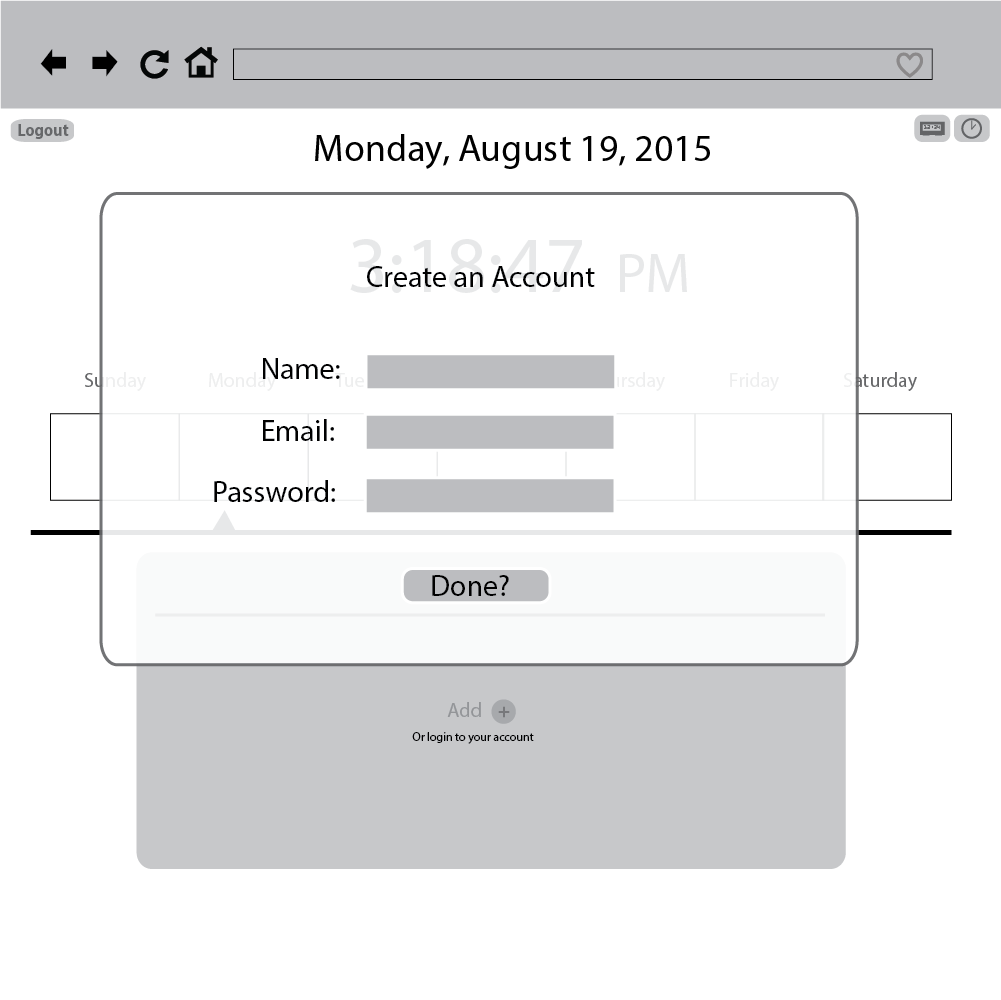 Logout
Monday, August 19, 2015
3:18:47 PM
Create an Account
Name:
Sunday Monday Tue ursday Friday Saturday
Email:
Password:
Done?
Add +
Or login to your account